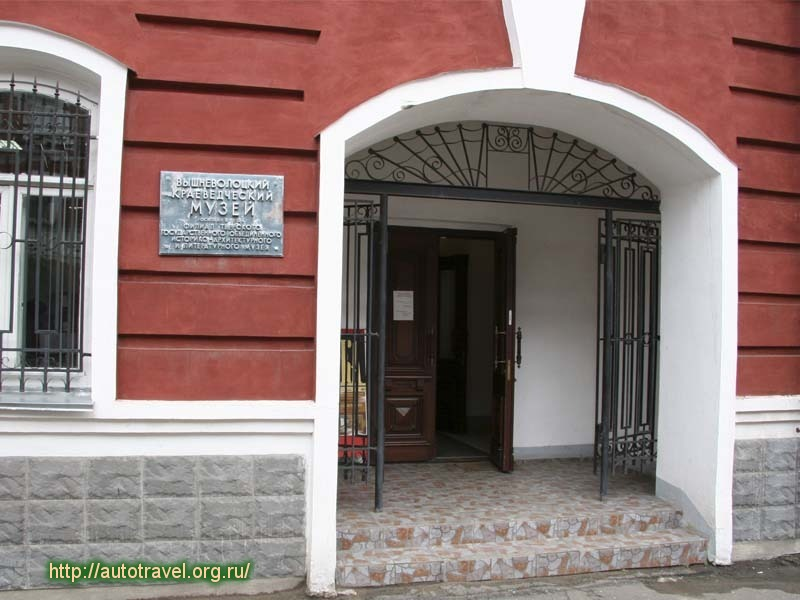 ВЫШНЕВОЛОЦКИЙ
КРАЕВЕДЧЕСКИЙ
МУЗЕЙ
ФИЛИАЛ ТВЕРСКОГО
ГОСУДАРСТВЕННОГО ОБЪЕДИНЕННОГО
ИСТОРИКО-АРХИТЕКТУРНОГО
И ЛИТЕРАТУРНОГО МУЗЕЯ
http://autotravel.org.ru/